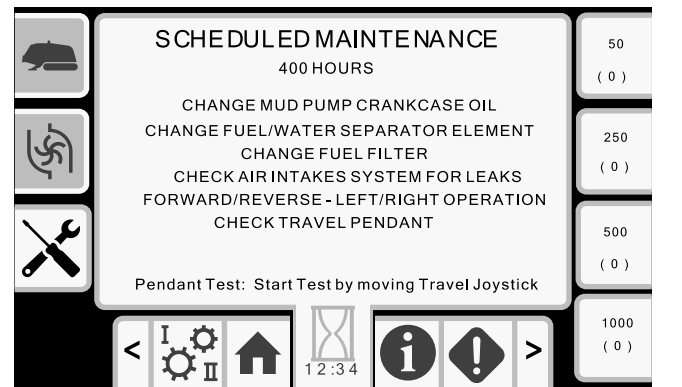 SCHEDULED MAINTENANCE
400 HOURS
CHANGE MUD PUMP CRANKCASE OIL
CHANGE FUEL/WATER SEPARATOR ELEMENT
CHANGE FUEL FILTER
CHECK AIR INTAKES SYSTEM FOR LEAKS
FORWARD/REVERSE - LEFT/RIGHT OPERATION
CHECK TRAVEL PENDANT
Pendant Test: Start Test by moving Travel Joystick
50
(0)
250
(0)
500
(0)
1000
(0)
<
I
II
12:34
i
!
>